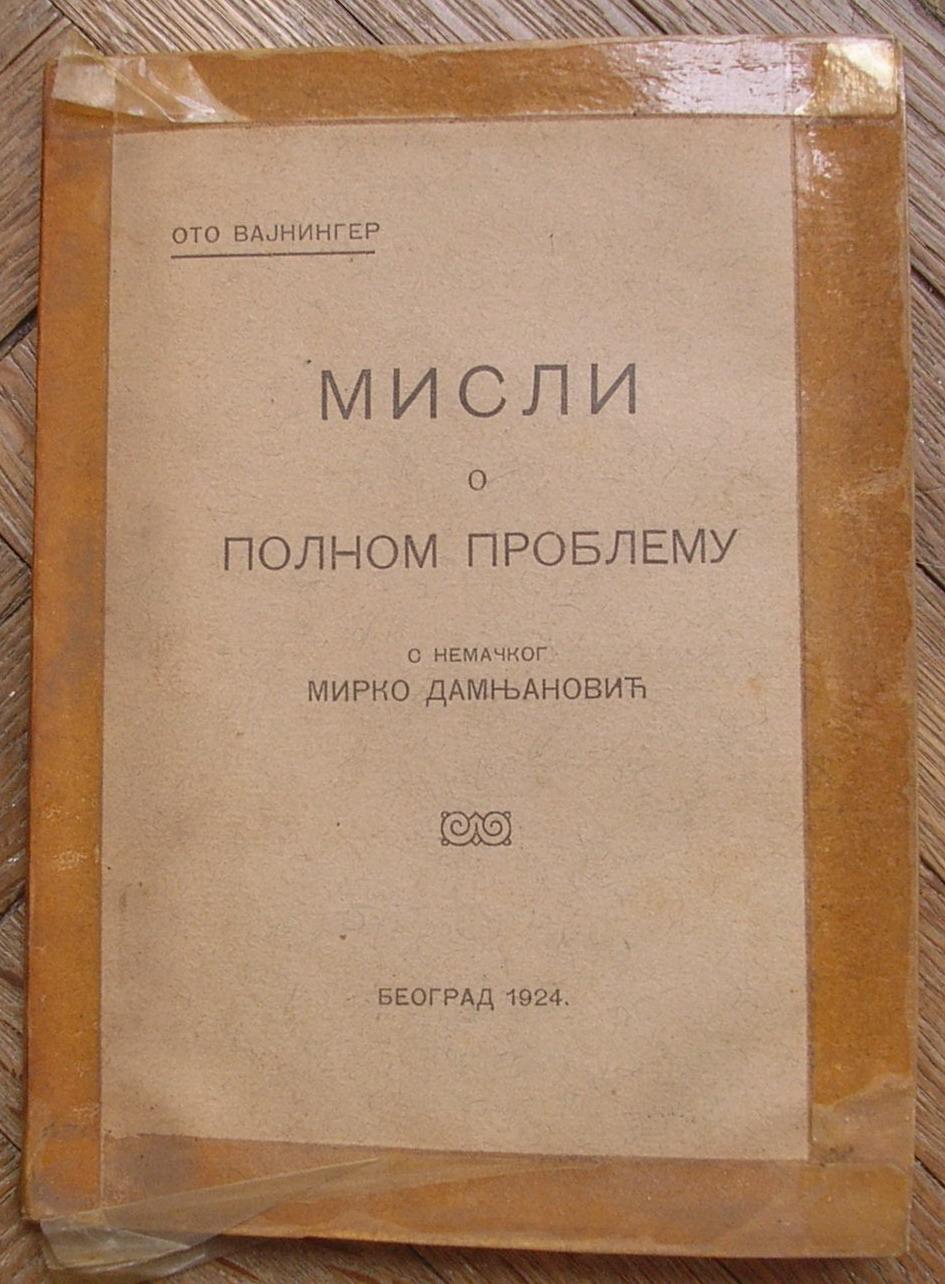 ОТО ВАЈНИНГЕР
МИСЛИ
О
ПОЛНОМ ПРОБЛЕМУ
С НЕМАЧКОГ
МИРКО ДАМЊАНОВИЋ
БЕОГРАД 1924.